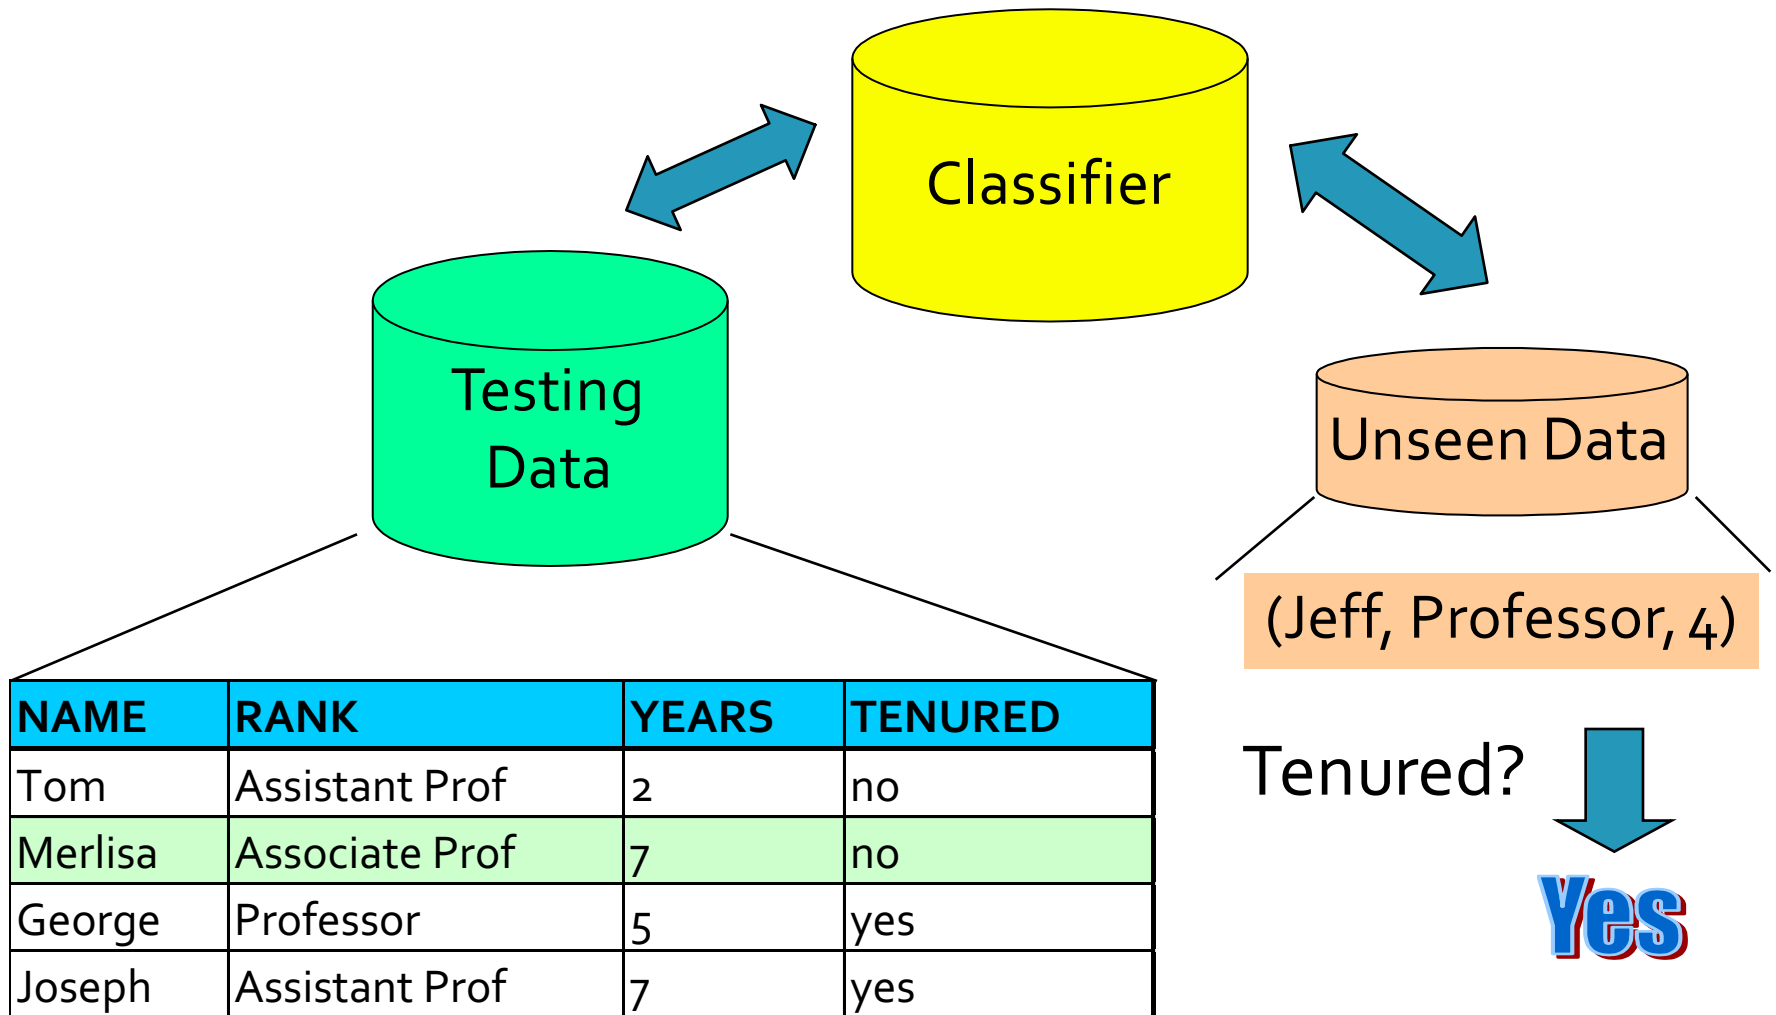 Classifier
Testing
Data
Unseen Data
(Jeff, Professor, 4)
NAME RANK YEARS TENURED
Tom Assistant Prof 2 no
Merlisa Associate Prof 7 no
George Professor 5 yes
Joseph Assistant Prof 7 yes
Tenured?
Yes